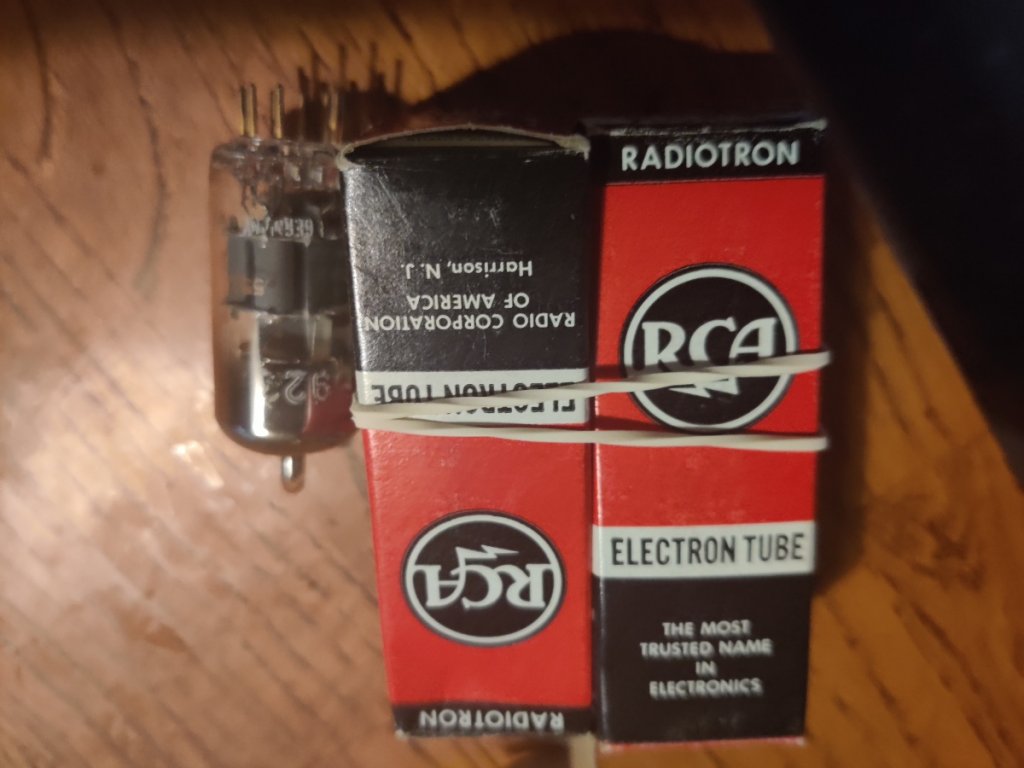 RADIOTRON
RCA
ELECTRON TUBE
THE MOST
TRUSTED NAME
IN
ELECTRONICS
RADIOTRON
RCA
ELECTRON TUBE
RADIO CORPORATION
OF AMERICA
Harrison, N. J.